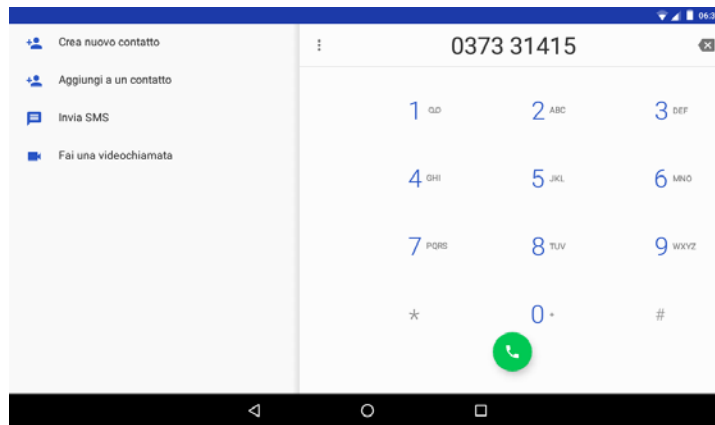 06:3
Crea nuovo contatto
Aggiungi a un contatto
Invia SMS
Fai una videochiamata
0373 31415
1
2 ABC
3 DEF
4 GHI
5 JKL
6 MNO
7 PQRS
8 TUV
9 WXYZ
*
0 +
#